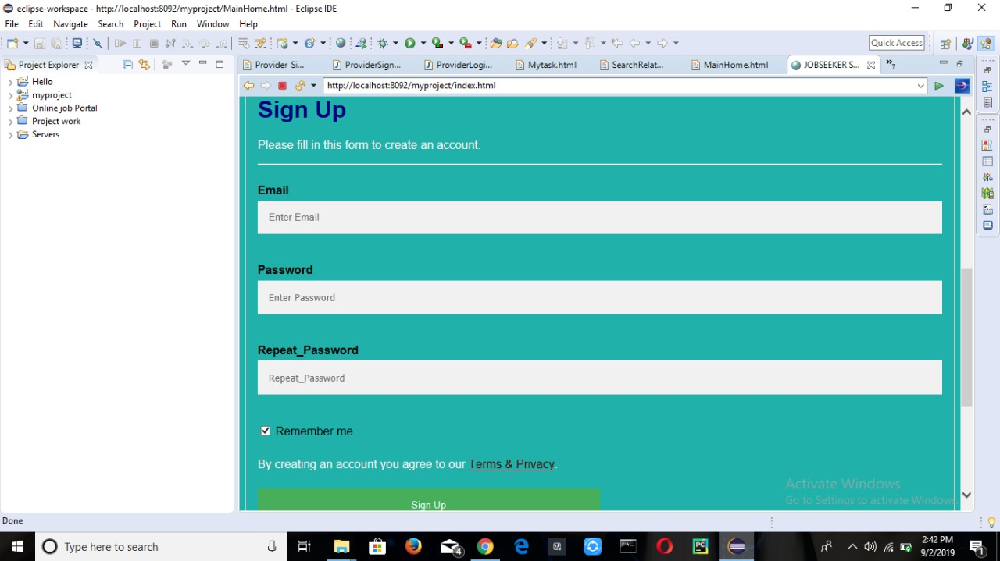 eclipse-workspace - http://localhost:8092/myproject/MainHome.html - Eclipse IDE
File Edit Navigate Search Project Run Window Help
Quick Access
Project Explorer
Provider_Si... ProviderSign... ProviderLogi... Mytask.html SearchRelat... MainHome.html JOBSEEKER S... »7
http://localhost:8092/myproject/index.html
Hello
myproject
Online job Portal
Project work
Servers
Sign Up
Please fill in this form to create an account.
Email
Enter Email
Password
Enter Password
Repeat_Password
Repeat_Password
Remember me
By creating an account you agree to our Terms & Privacy.
Sign Up
Activate Windows
Go to Settings to activate Windows.
Done
Type here to search
4
PC
2:42 PM
9/2/2019
1